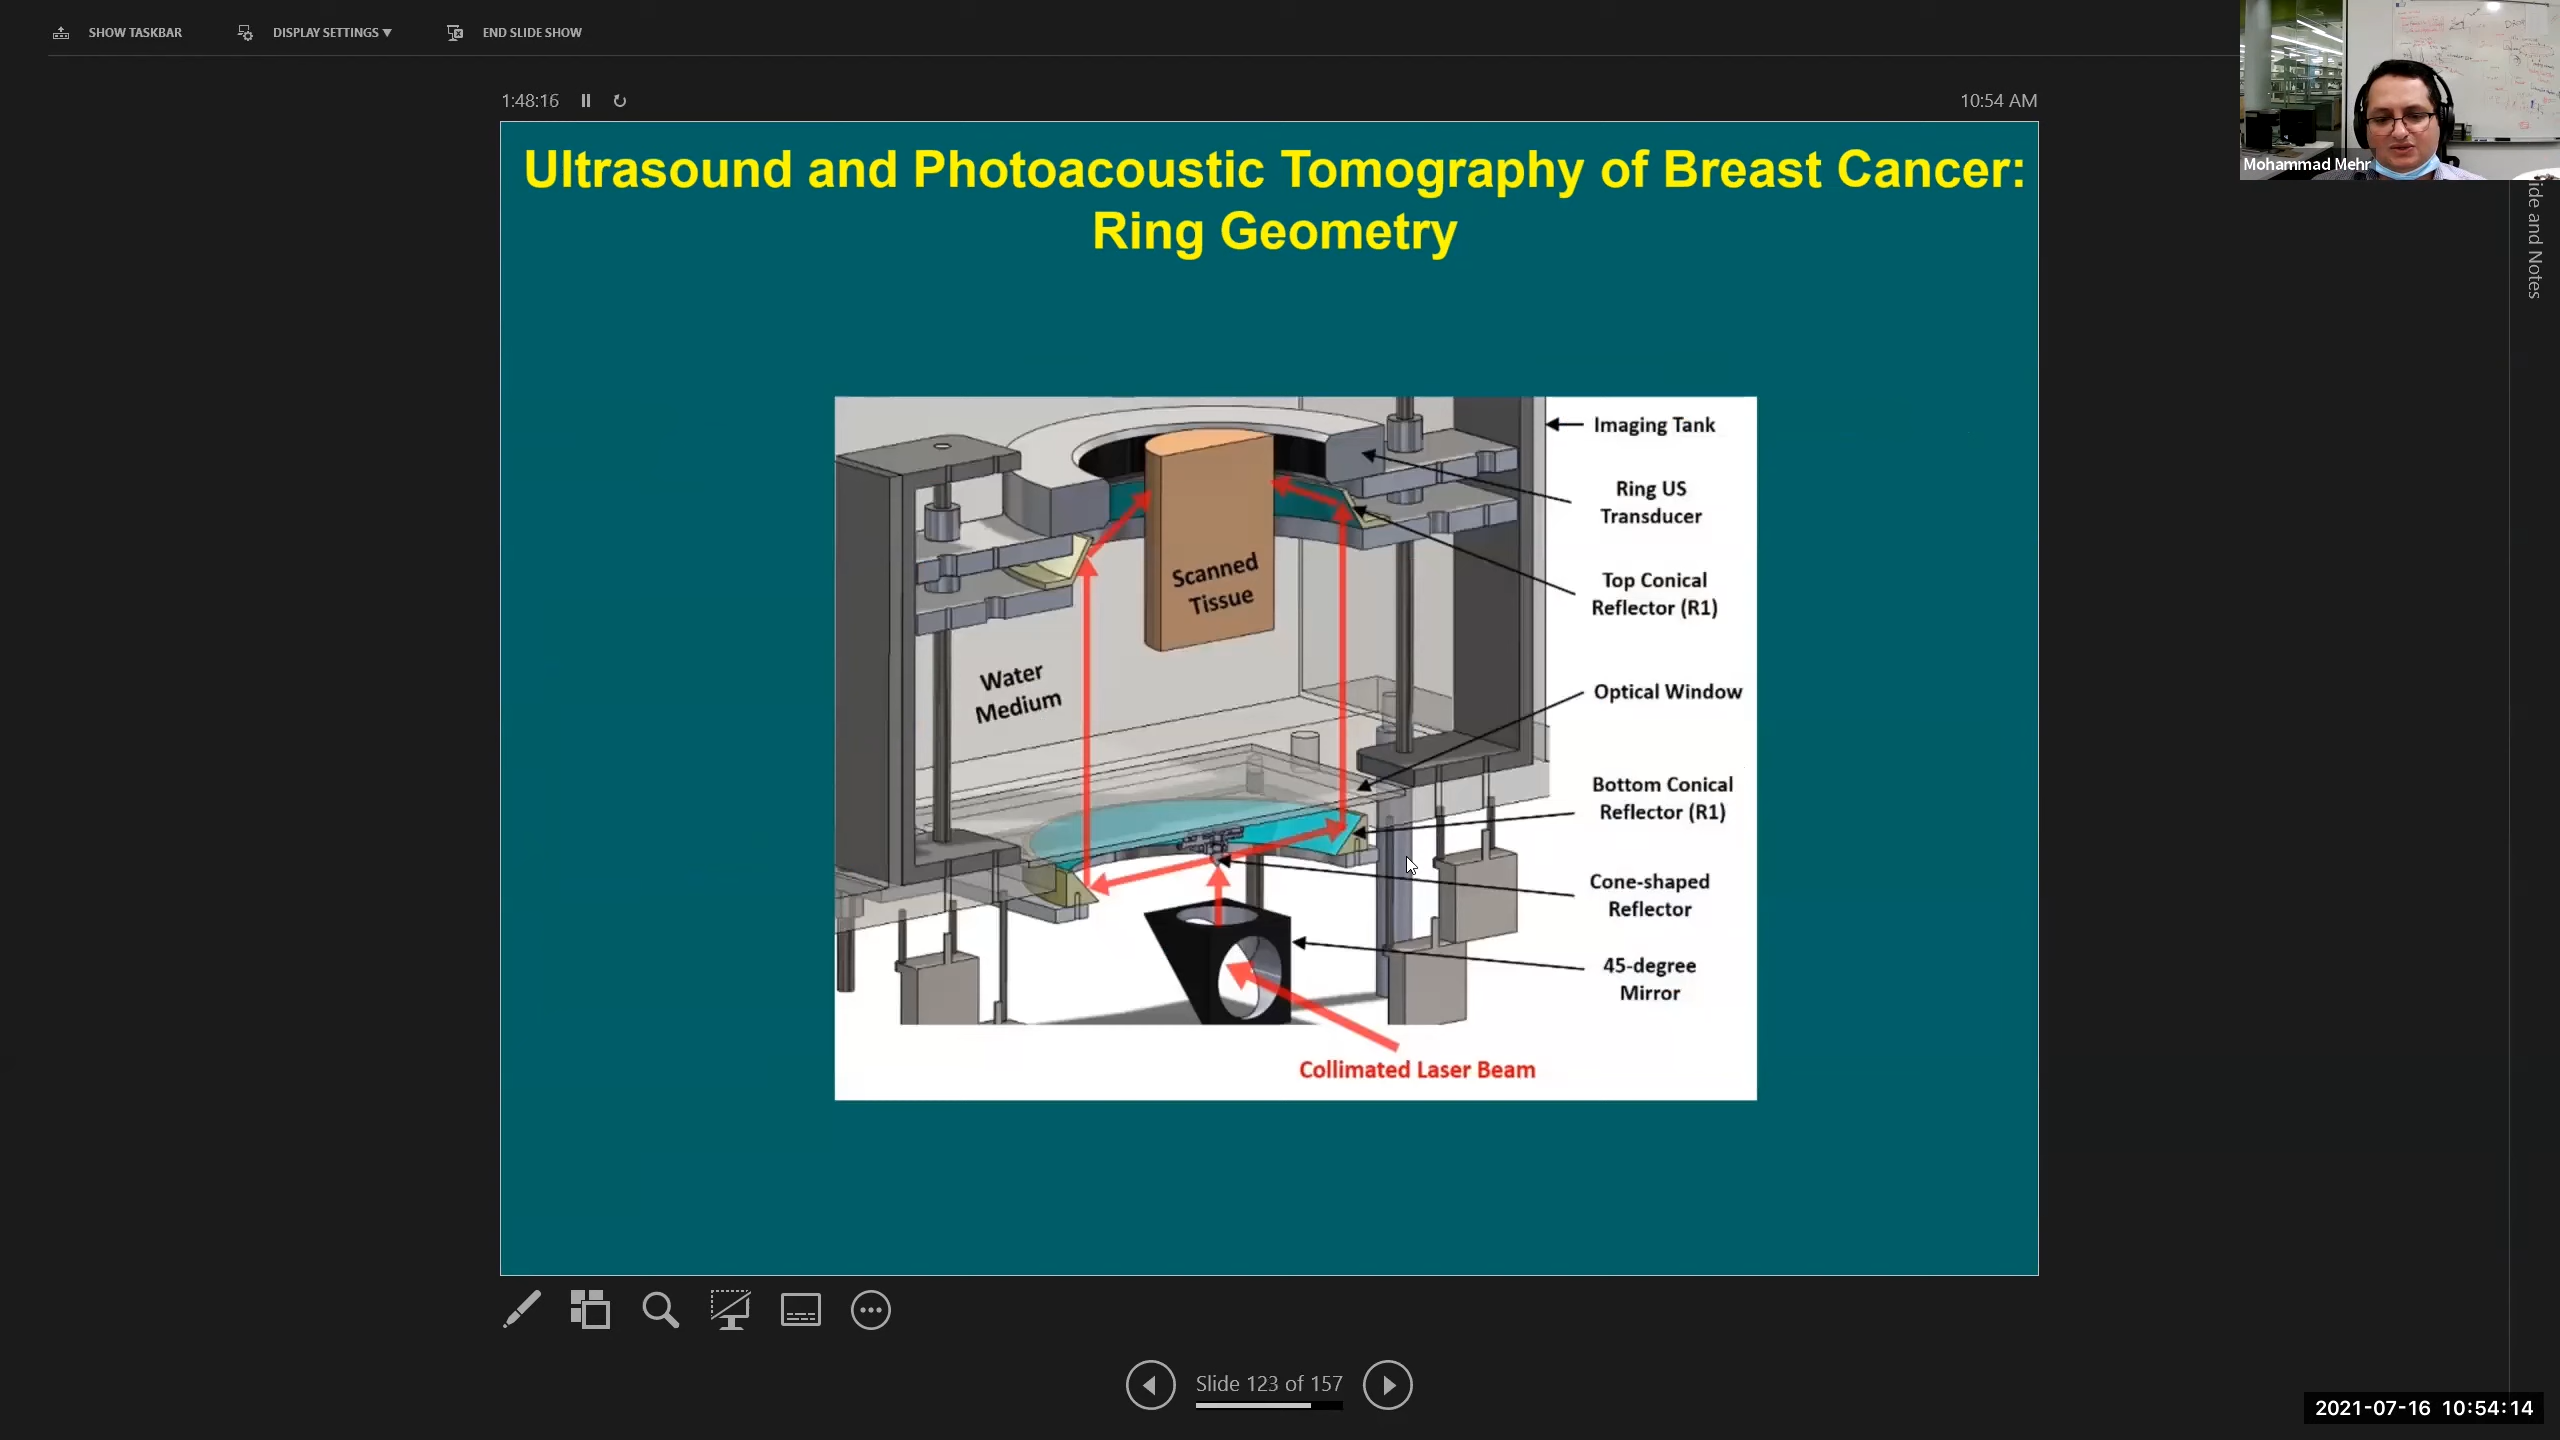 SHOW TASKBAR
DISPLAY SETTINGS ▼
END SLIDE SHOW
1:48:16
10:54 AM
Mohammad Mehr
ide and Notes
Ultrasound and Photoacoustic Tomography of Breast Cancer:
Ring Geometry
Imaging Tank
Ring US
Transducer
Top Conical
Reflector (R1)
Optical Window
Bottom Conical
Reflector (R1)
Cone-shaped
Reflector
45-degree
Mirror
Scanned
Tissue
Water
Medium
Collimated Laser Beam
Slide 123 of 157
2021-07-16 10:54:14